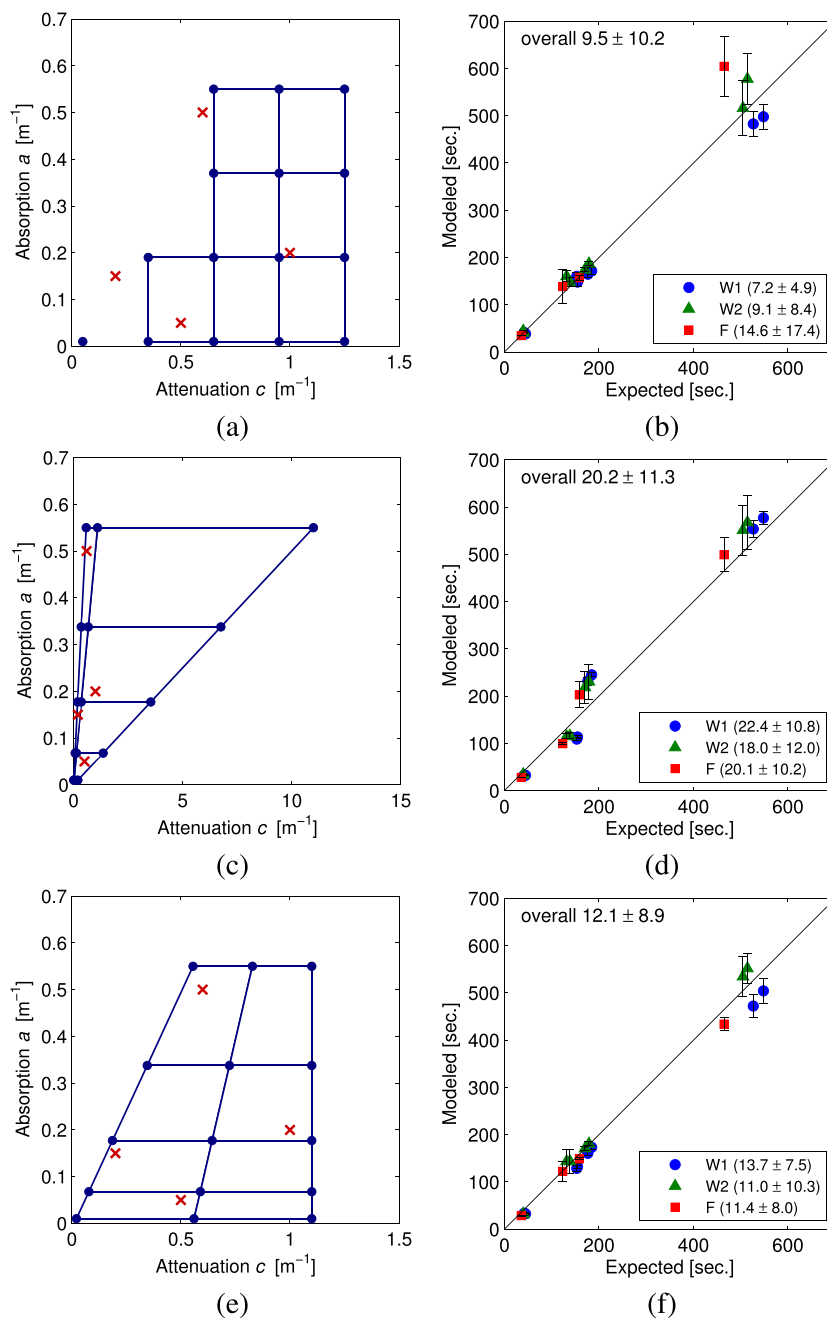 0.7
0.6
0.5
0.4
0.3
0.2
0.1
0
Absorption a [m⁻¹]
0 0.5 1.0 1.5
Attenuation c [m⁻¹]
(a)
700
600
500
400
300
200
100
0
Modeled [sec.]
overall 9.5 ± 10.2
W1 (7.2 ± 4.9)
W2 (9.1 ± 8.4)
F (14.6 ± 17.4)
0 200 400 600
Expected [sec.]
(b)
0.7
0.6
0.5
0.4
0.3
0.2
0.1
0
Absorption a [m⁻¹]
0 5 10 15
Attenuation c [m⁻¹]
(c)
700
600
500
400
300
200
100
0
Modeled [sec.]
overall 20.2 ± 11.3
W1 (22.4 ± 10.8)
W2 (18.0 ± 12.0)
F (20.1 ± 10.2)
0 200 400 600
Expected [sec.]
(d)
0.7
0.6
0.5
0.4
0.3
0.2
0.1
0
Absorption a [m⁻¹]
0 0.5 1 1.5
Attenuation c [m⁻¹]
(e)
700
600
500
400
300
200
100
0
Modeled [sec.]
overall 12.1 ± 8.9
W1 (13.7 ± 7.5)
W2 (11.0 ± 10.3)
F (11.4 ± 8.0)
0 200 400 600
Expected [sec.]
(f)